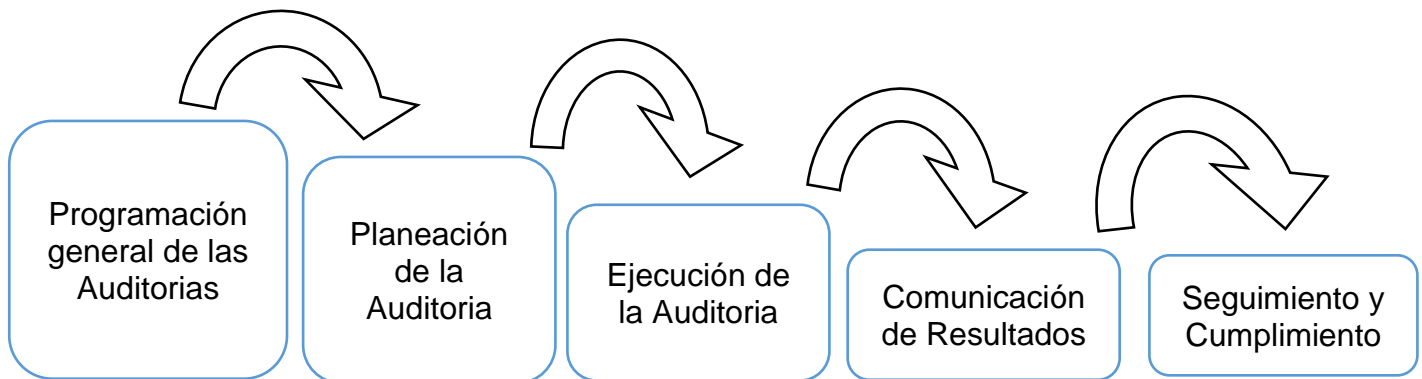 Programación
general de las
Auditorias
Planeación
de la
Auditoria
Ejecución de
la Auditoria
Comunicación
de Resultados
Seguimiento y
Cumplimiento